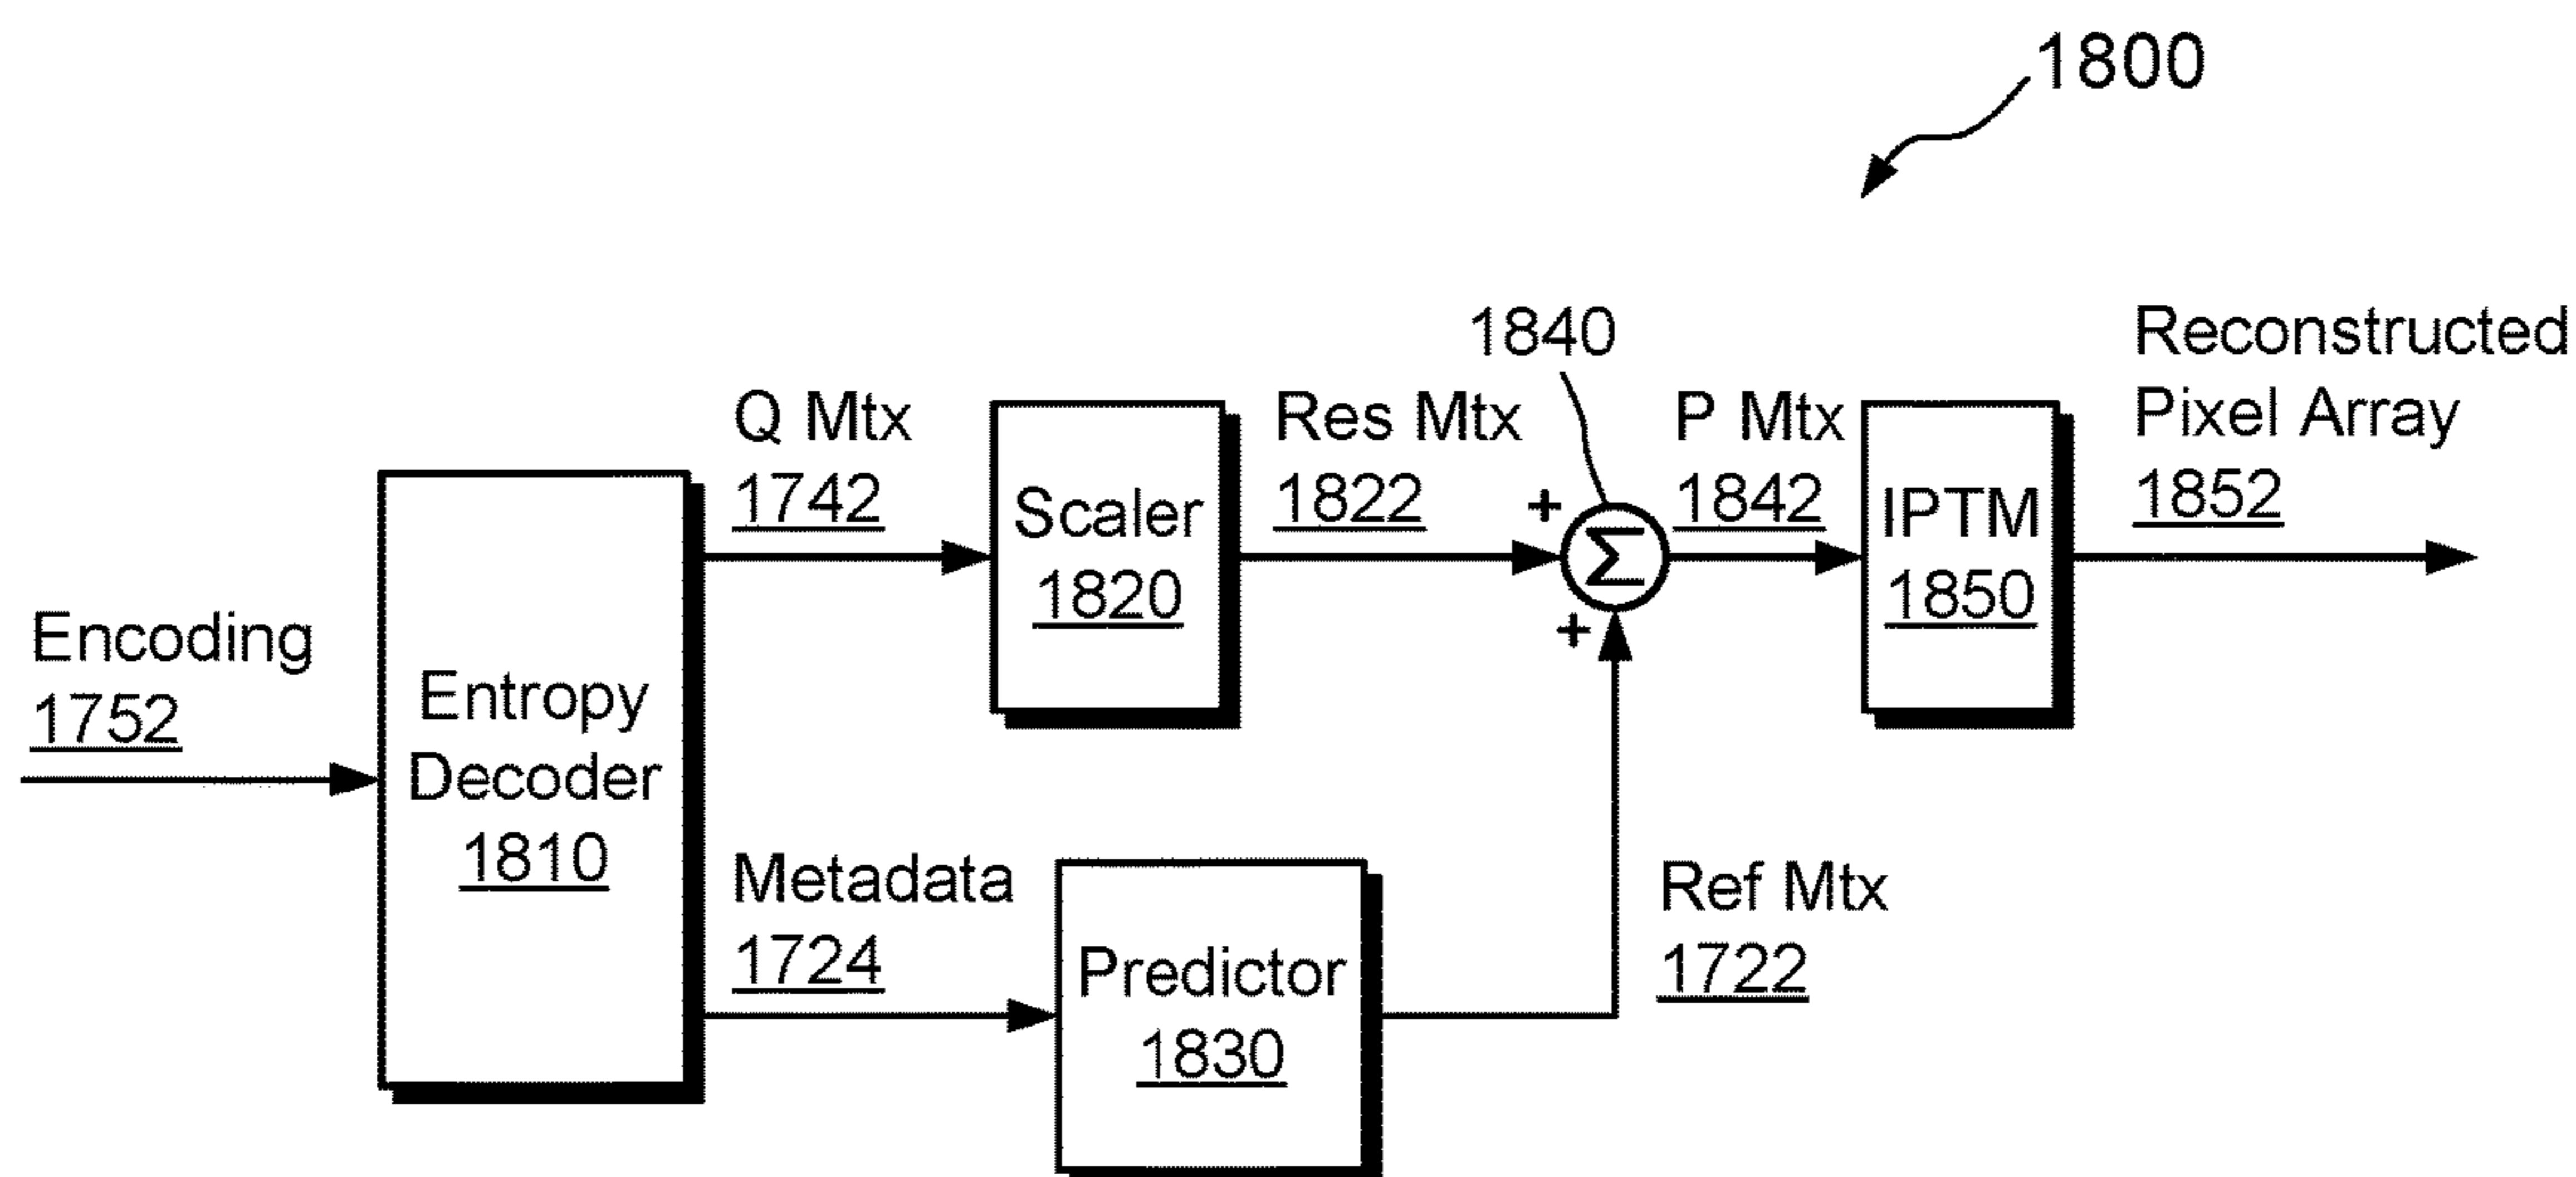 1800
Encoding
1752
Entropy
Decoder
1810
Q Mtx
1742
Scaler
1820
Res Mtx
1822
1840
+
+
Σ
P Mtx
1842
IPTM
1850
Reconstructed
Pixel Array
1852
Metadata
1724
Predictor
1830
Ref Mtx
1722